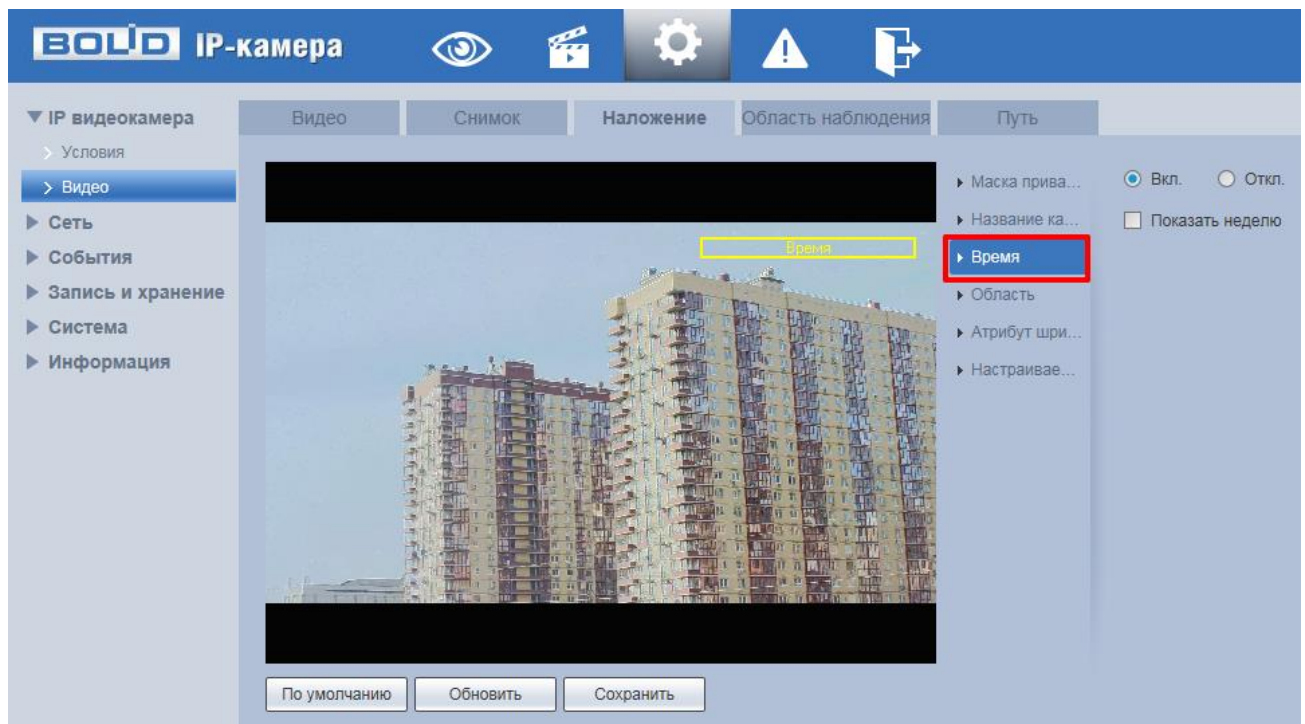 BOLID IP-камера
IP видеокамера
Условия
Видео
Сеть
События
Запись и хранение
Система
Информация
Видео
Снимок
Наложение
Область наблюдения
Путь
Время
Маска прива...
Название ка...
Время
Область
Атрибут шри...
Настраивае...
Вкл.
Откл.
Показать неделю
По умолчанию
Обновить
Сохранить